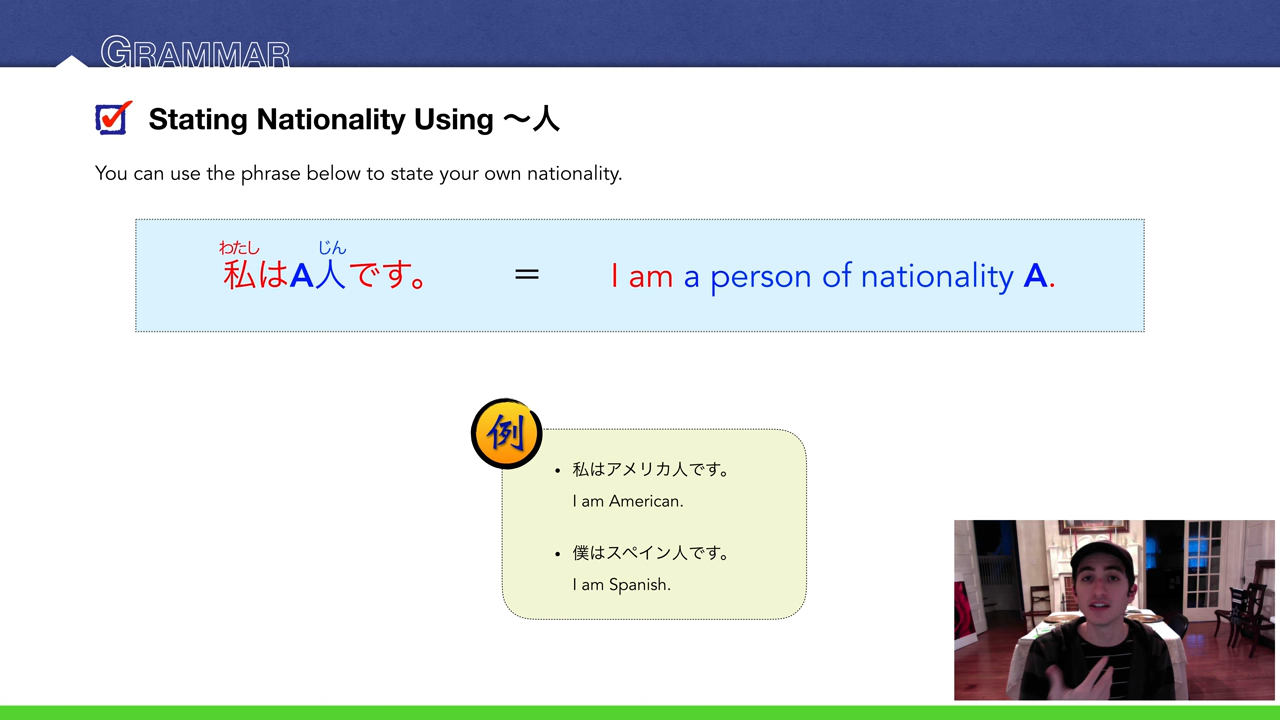 GRAMMAR
Stating Nationality Using 〜人
You can use the phrase below to state your own nationality.
わたし じん
私はA人です。 = I am a person of nationality A.
例
• 私はアメリカ人です。
I am American.
• 僕はスペイン人です。
I am Spanish.